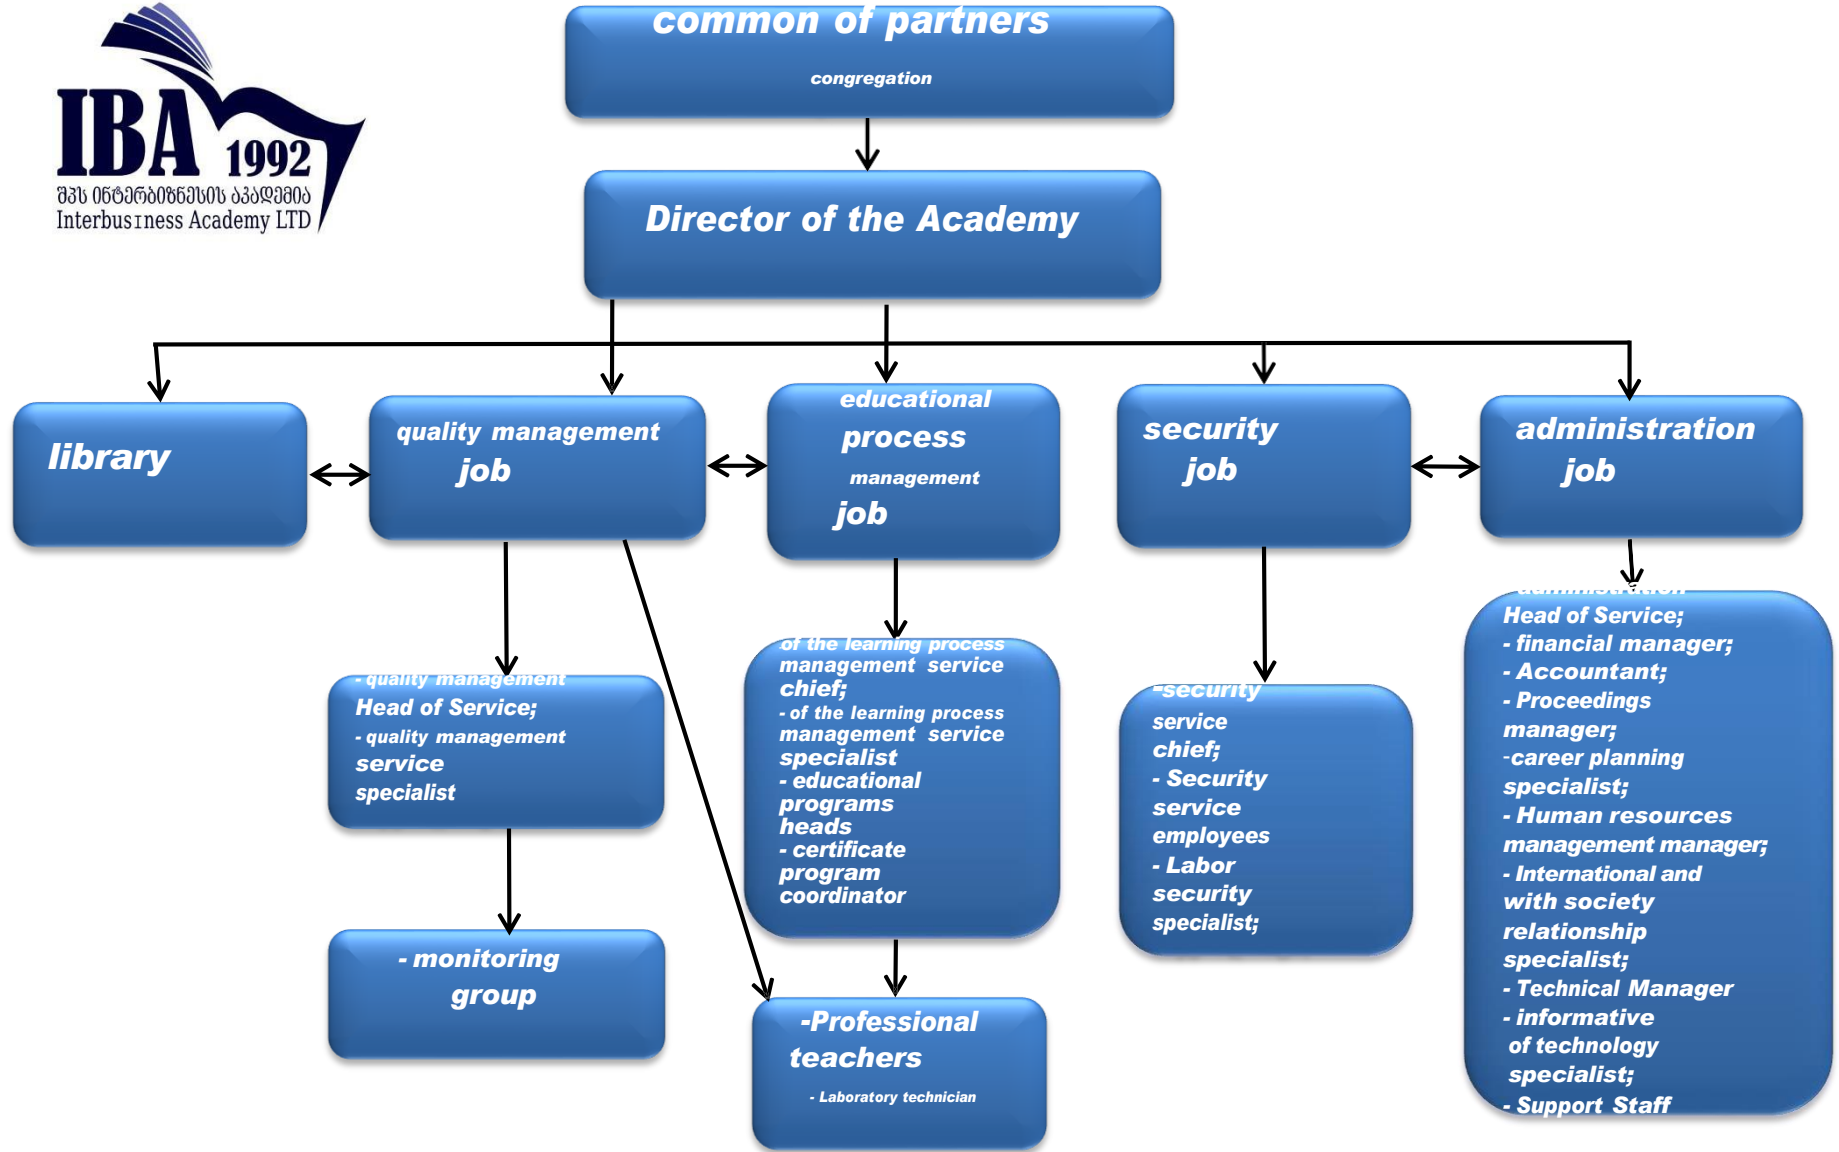 IBA
1992
შპს ინტერბიზნესის აკადემია
Interbusıness Academy LTD
common of partners
congregation
Director of the Academy
library
quality management
job
educational
process
management
job
security
job
administration
job
- quality management
Head of Service;
- quality management
service
specialist
- monitoring
group
of the learning process
management service
chief;
- of the learning process
management service
specialist
- educational
programs
heads
- certificate
program
coordinator
-Professional
teachers
- Laboratory technician
-security
service
chief;
- Security
service
employees
- Labor
security
specialist;
administration
Head of Service;
- financial manager;
- Accountant;
- Proceedings
manager;
-career planning
specialist;
- Human resources
management manager;
- International and
with society
relationship
specialist;
- Technical Manager
- informative
of technology
specialist;
- Support Staff